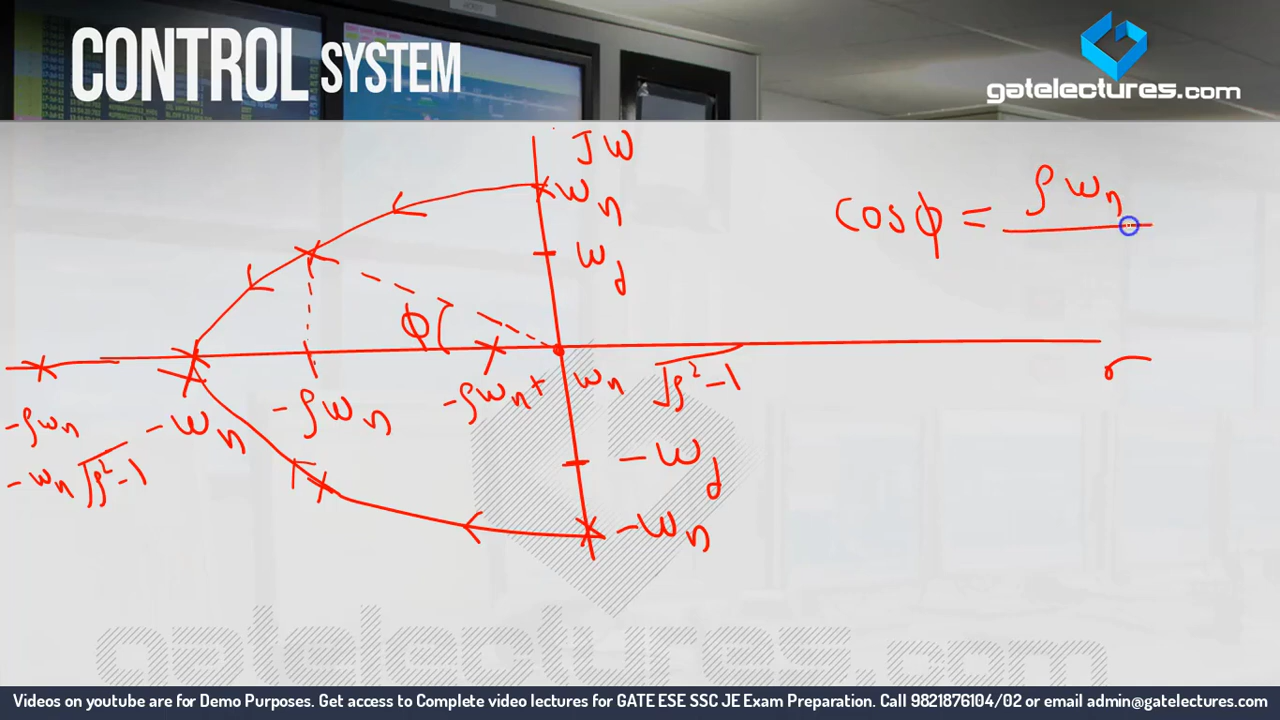 CONTROL SYSTEM
gatelectures.com
Jω
ωn
ωd
cosφ = ρωn
φ
-ρωn
-ωn√ρ²-1
-ωn
-ρωn
-ρωn+ ωn√ρ²-1
σ
-ωd
-ωn
gatelectures.com
Videos on youtube are for Demo Purposes. Get access to Complete video lectures for GATE ESE SSC JE Exam Preparation. Call 9821876104/02 or email admin@gatelectures.com